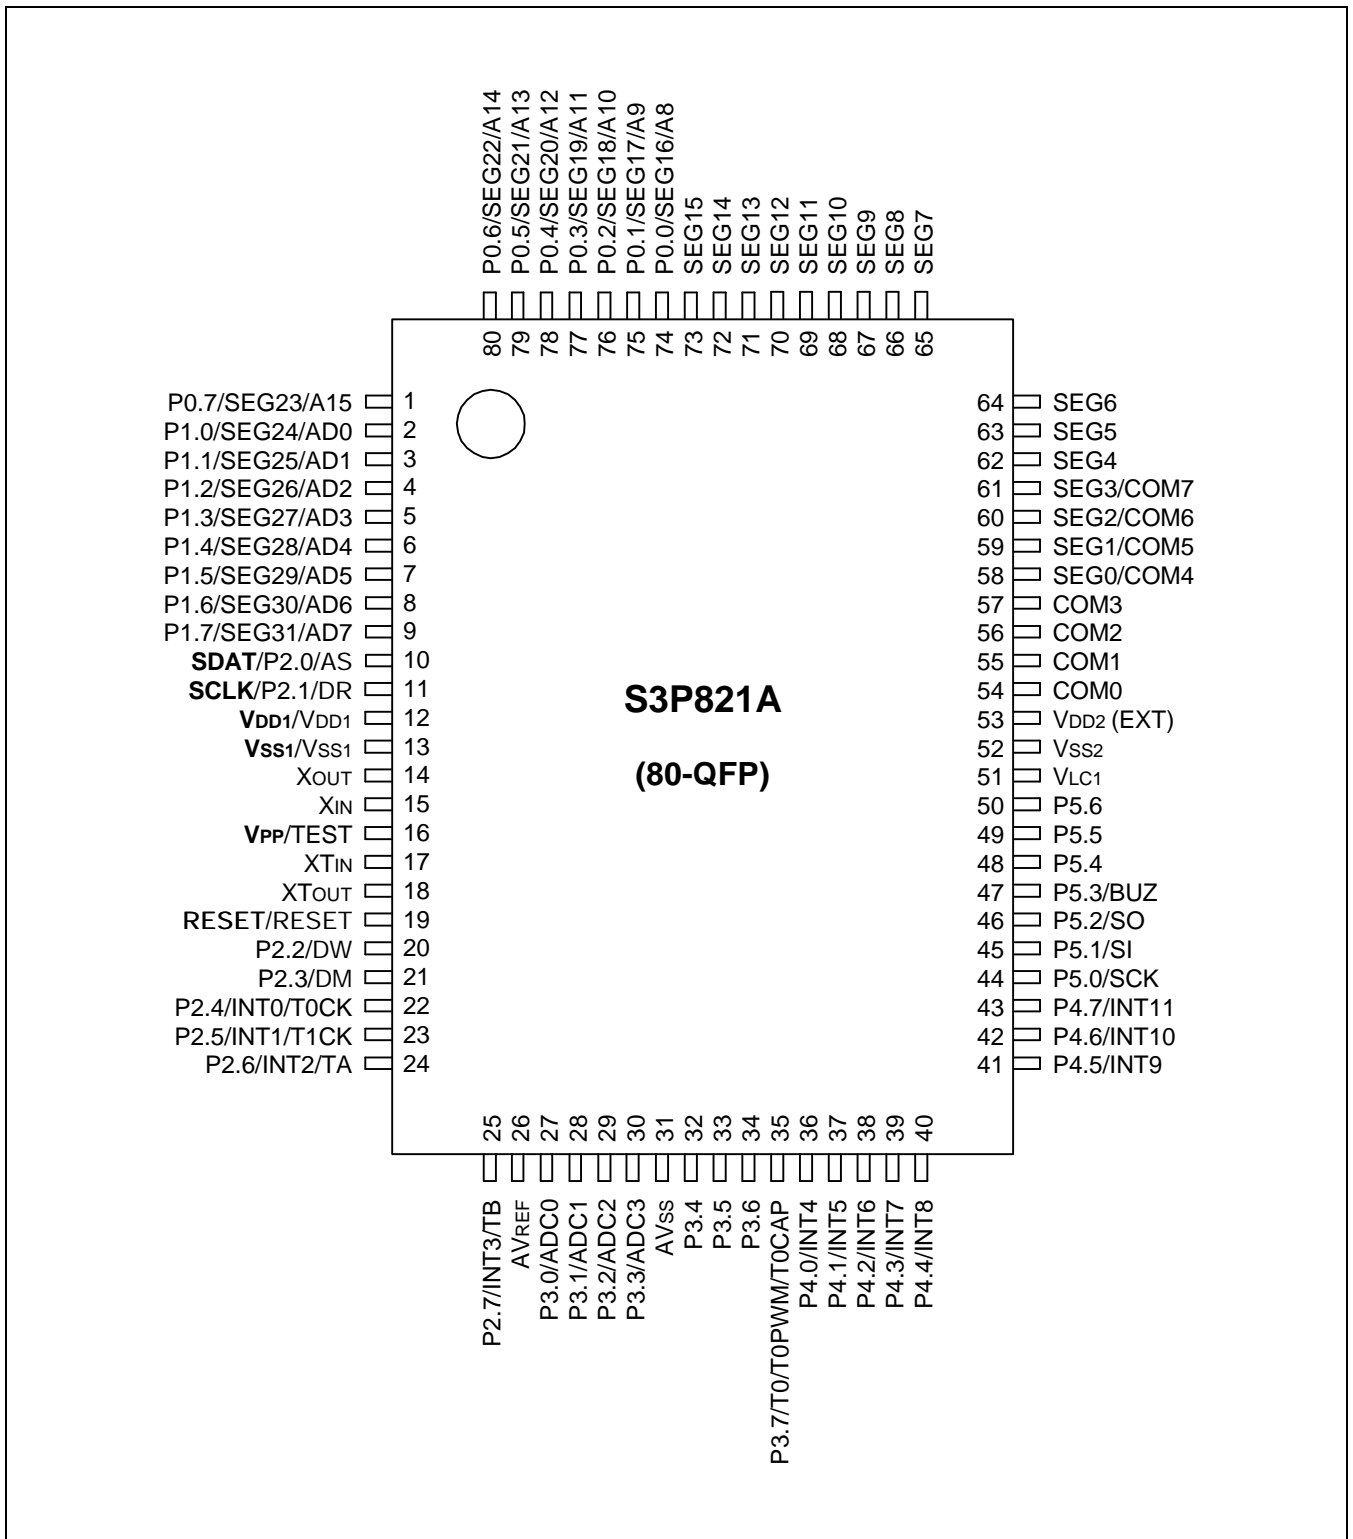 P0.6/SEG22/A14
P0.5/SEG21/A13
P0.4/SEG20/A12
P0.3/SEG19/A11
P0.2/SEG18/A10
P0.1/SEG17/A9
P0.0/SEG16/A8
SEG15
SEG14
SEG13
SEG12
SEG11
SEG10
SEG9
SEG8
SEG7
80
79
78
77
76
75
74
73
72
71
70
69
68
67
66
65
P0.7/SEG23/A15 1
P1.0/SEG24/AD0 2
P1.1/SEG25/AD1 3
P1.2/SEG26/AD2 4
P1.3/SEG27/AD3 5
P1.4/SEG28/AD4 6
P1.5/SEG29/AD5 7
P1.6/SEG30/AD6 8
P1.7/SEG31/AD7 9
SDAT/P2.0/AS 10
SCLK/P2.1/DR 11
VDD1/VDD1 12
VSS1/VSS1 13
XOUT 14
XIN 15
VPP/TEST 16
XTIN 17
XTOUT 18
RESET/RESET 19
P2.2/DW 20
P2.3/DM 21
P2.4/INT0/T0CK 22
P2.5/INT1/T1CK 23
P2.6/INT2/TA 24
S3P821A
(80-QFP)
64 SEG6
63 SEG5
62 SEG4
61 SEG3/COM7
60 SEG2/COM6
59 SEG1/COM5
58 SEG0/COM4
57 COM3
56 COM2
55 COM1
54 COM0
53 VDD2 (EXT)
52 VSS2
51 VLC1
50 P5.6
49 P5.5
48 P5.4
47 P5.3/BUZ
46 P5.2/SO
45 P5.1/SI
44 P5.0/SCK
43 P4.7/INT11
42 P4.6/INT10
41 P4.5/INT9
25
26
27
28
29
30
31
32
33
34
35
36
37
38
39
40
P2.7/INT3/TB
AVREF
P3.0/ADC0
P3.1/ADC1
P3.2/ADC2
P3.3/ADC3
AVSS
P3.4
P3.5
P3.6
P3.7/T0/T0PWM/T0CAP
P4.0/INT4
P4.1/INT5
P4.2/INT6
P4.3/INT7
P4.4/INT8